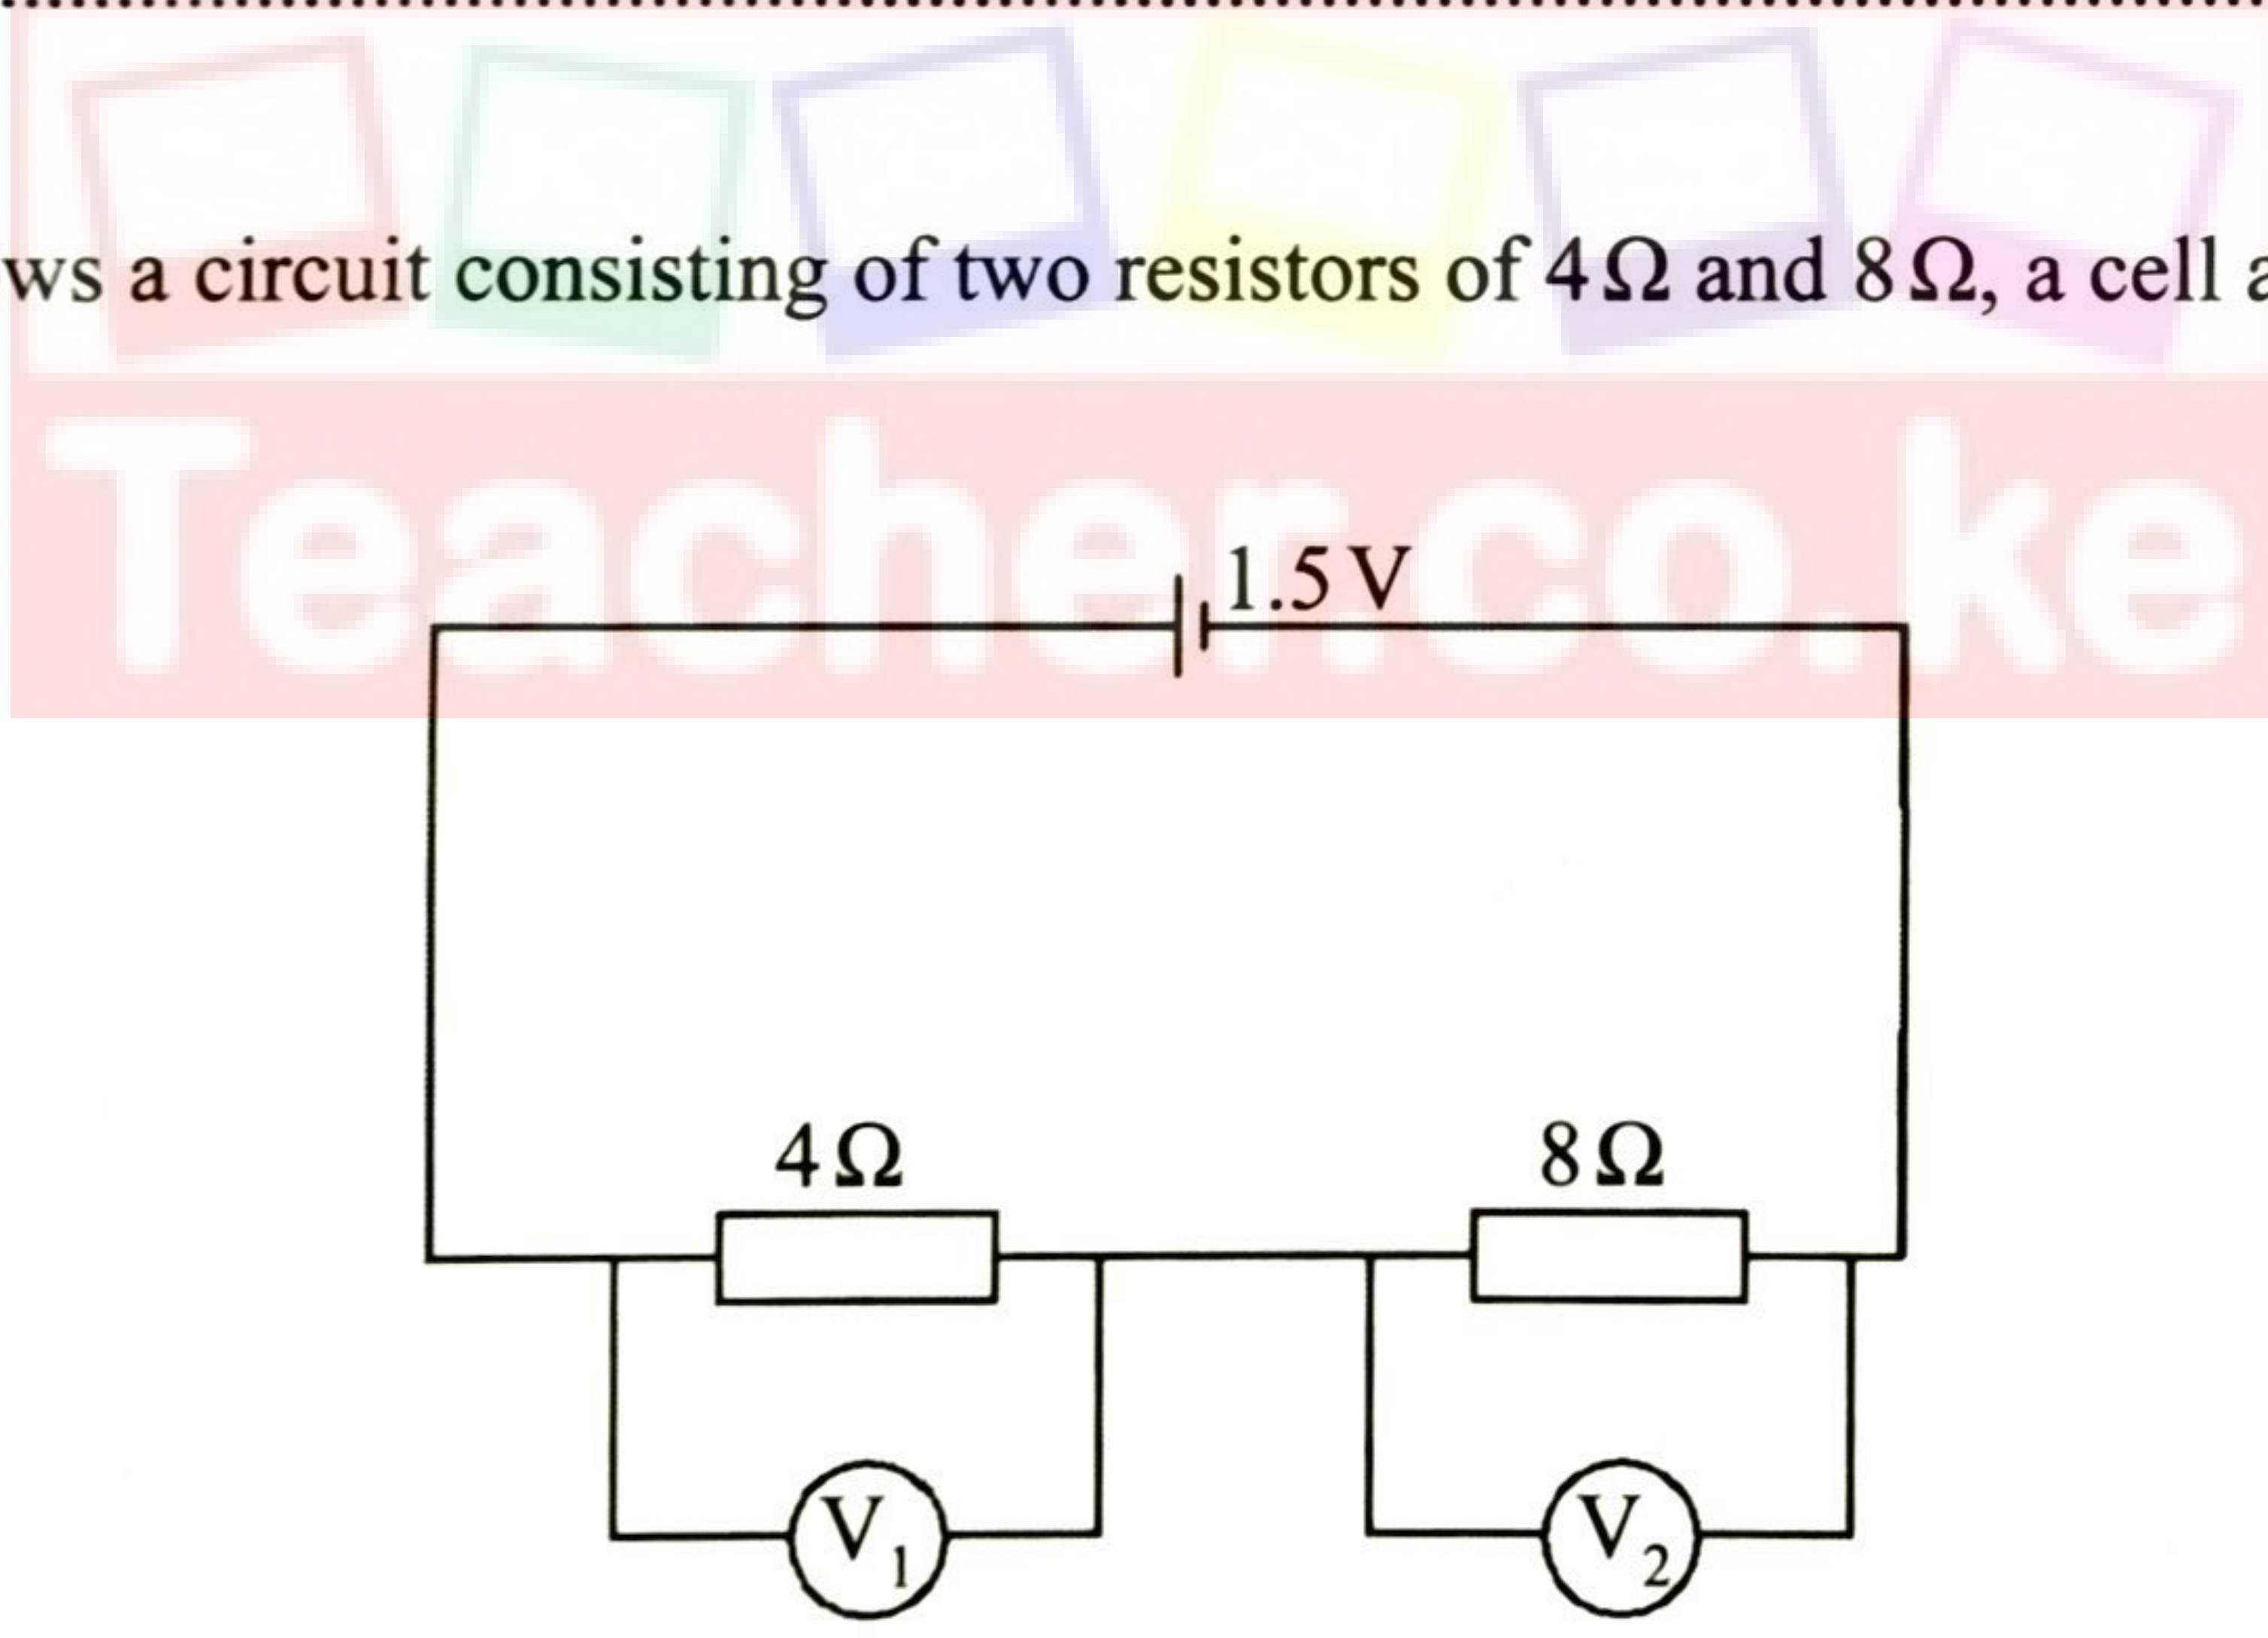 ws a circuit consisting of two resistors of 4 Ω and 8 Ω, a cell a
Teacher.co.ke
1.5 V
4 Ω
8 Ω
V₁
V₂